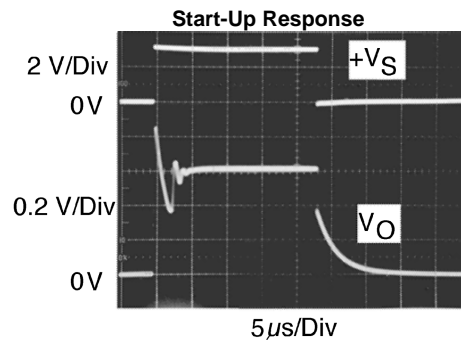 Start-Up Response
2 V/Div
+VS
0V
0.2 V/Div
VO
0V
5µs/Div